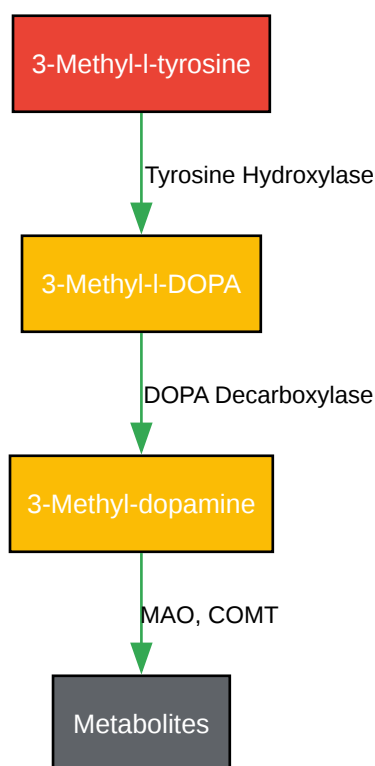 3-Methyl-l-tyrosine
Tyrosine Hydroxylase
3-Methyl-l-DOPA
DOPA Decarboxylase
3-Methyl-dopamine
MAO, COMT
Metabolites